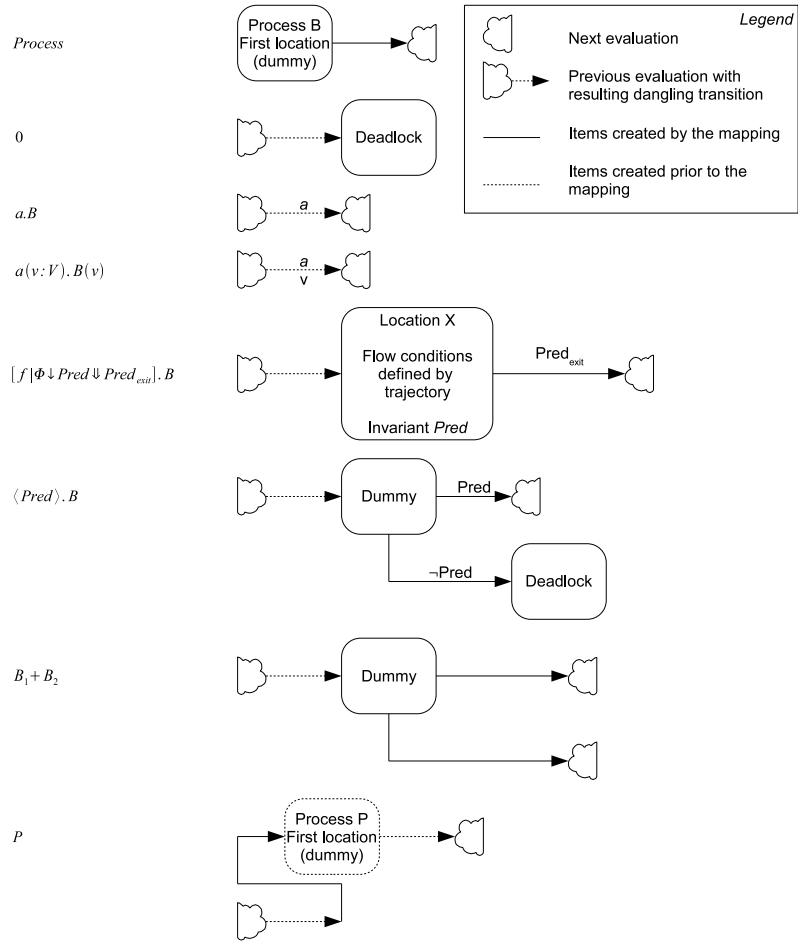 Process
Process B
First location
(dummy)
Legend
Next evaluation
Previous evaluation with
resulting dangling transition
Items created by the mapping
Items created prior to the
mapping
0
Deadlock
a.B
a
a(v:V).B(v)
a
v
[f|Φ↓Pred⇓Pred_exit].B
Location X
Flow conditions
defined by
trajectory
Invariant Pred
Pred_exit
⟨Pred⟩.B
Dummy
Pred
¬Pred
Deadlock
B₁+B₂
Dummy
P
Process P
First location
(dummy)